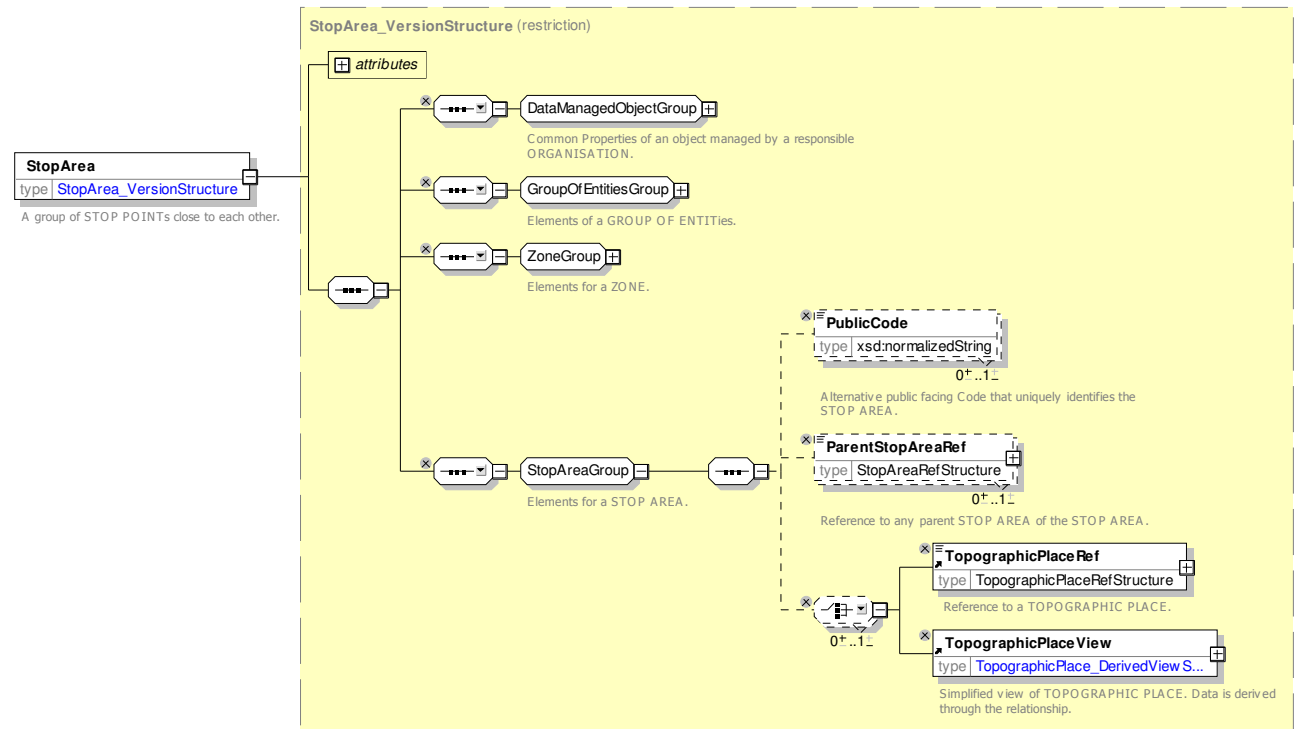 StopArea_VersionStructure (restriction)
attributes
DataManagedObjectGroup
Common Properties of an object managed by a responsible
ORGANISATION.
StopArea
type StopArea_VersionStructure
A group of STOP POINTs close to each other.
GroupOfEntitiesGroup
Elements of a GROUP OF ENTITies.
ZoneGroup
Elements for a ZONE.
PublicCode
type xsd:normalizedString
0..1
Alternative public facing Code that uniquely identifies the
STOP AREA.
ParentStopAreaRef
type StopAreaRefStructure
0..1
Reference to any parent STOP AREA of the STOP AREA.
StopAreaGroup
Elements for a STOP AREA.
TopographicPlaceRef
type TopographicPlaceRefStructure
Reference to a TOPOGRAPHIC PLACE.
0..1
TopographicPlaceView
type TopographicPlace_DerivedViewS...
Simplified view of TOPOGRAPHIC PLACE. Data is derived
through the relationship.